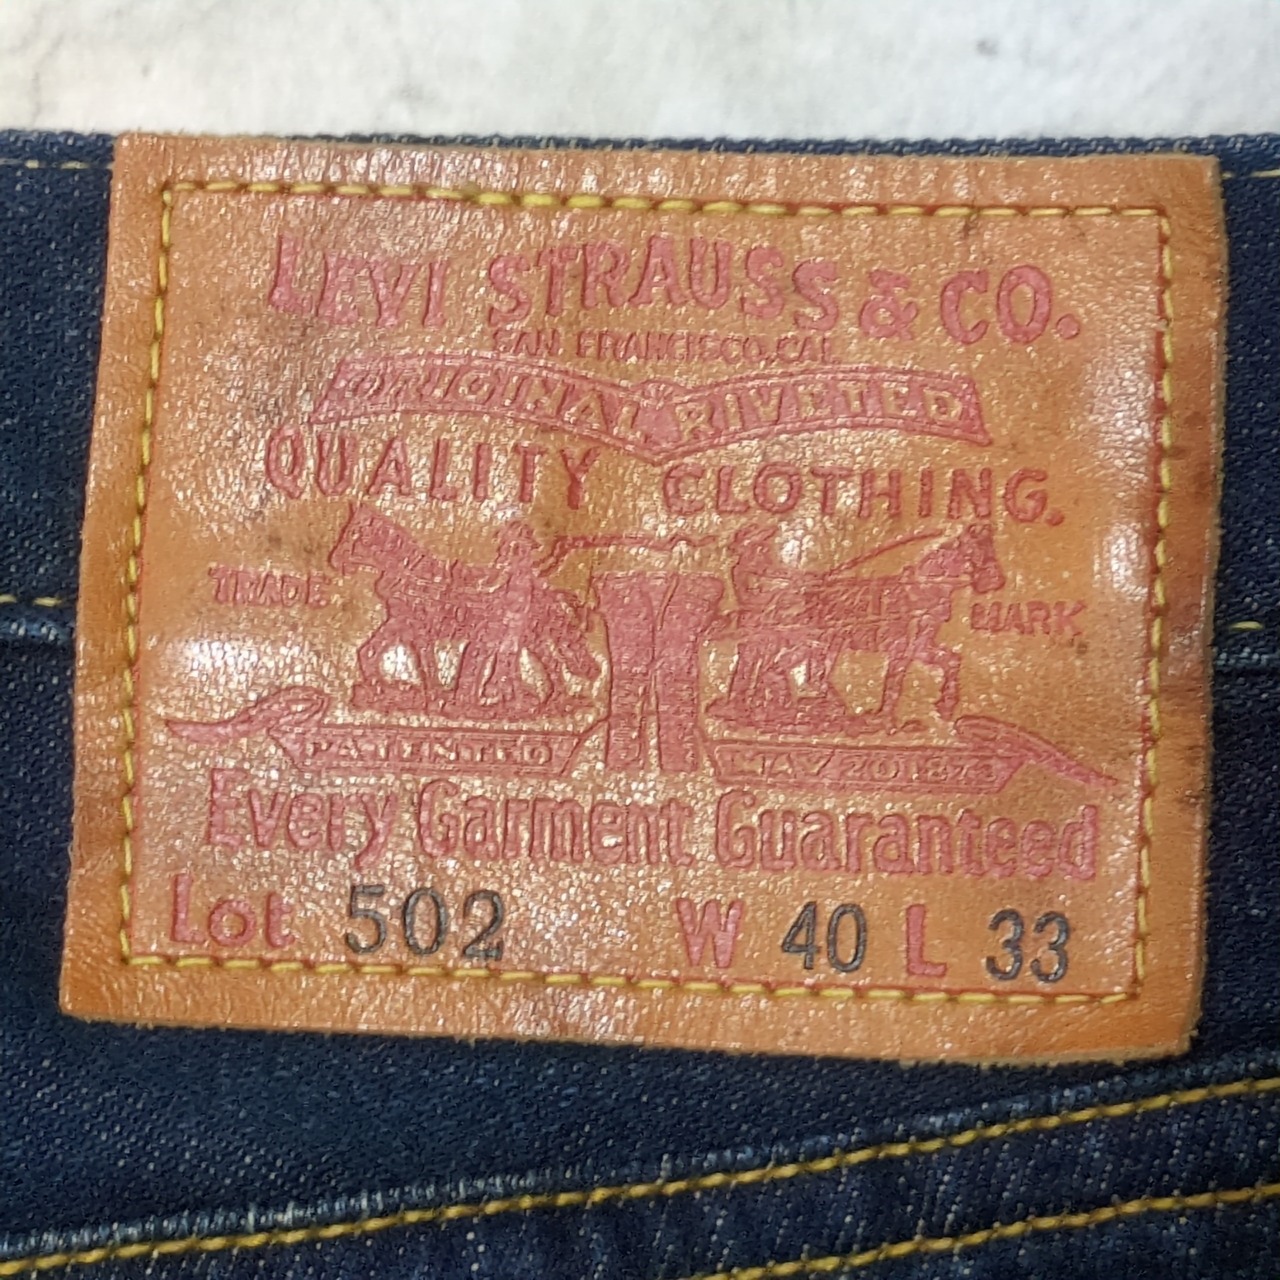 LEVI STRAUSS & CO.
SAN FRANCISCO, CAL
ORIGINAL RIVETED
QUALITY CLOTHING.
TRADE MARK
PATENTED MAY 20 1873
Every Garment Guaranteed
Lot 502 W 40 L 33